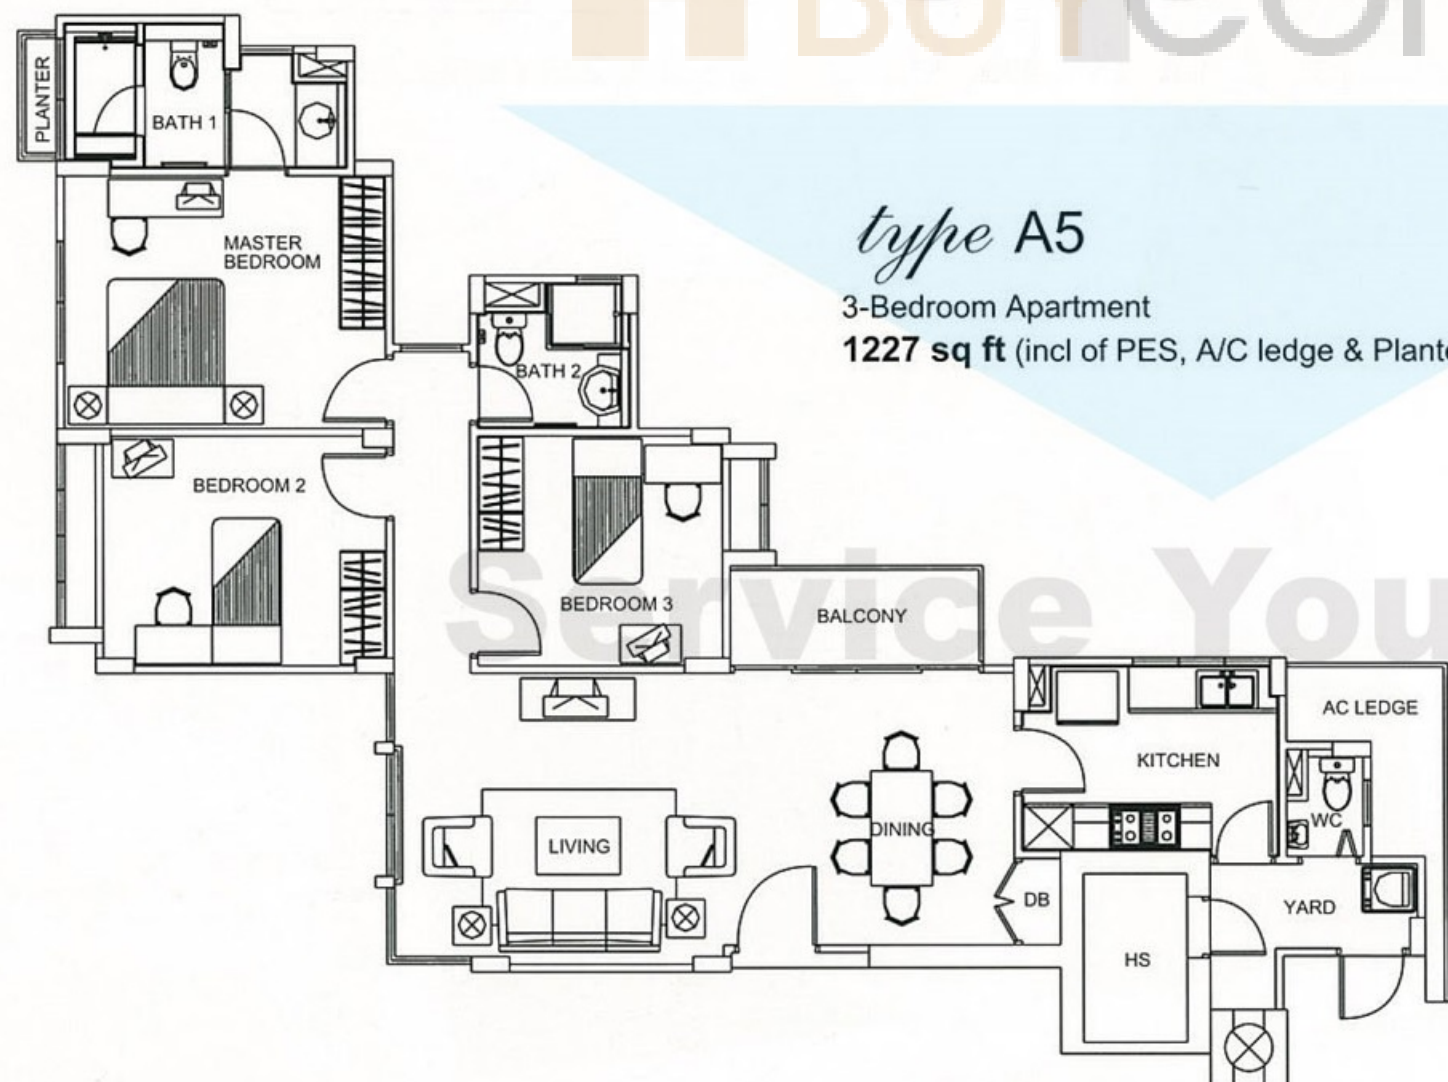 BUYCO
PLANTER
BATH 1
MASTER
BEDROOM
type A5
3-Bedroom Apartment
1227 sq ft (incl of PES, A/C ledge &
BATH 2
BEDROOM 2
BEDROOM 3
Service You
BALCONY
AC LEDGE
KITCHEN
WC
LIVING
DINING
DB
YARD
HS